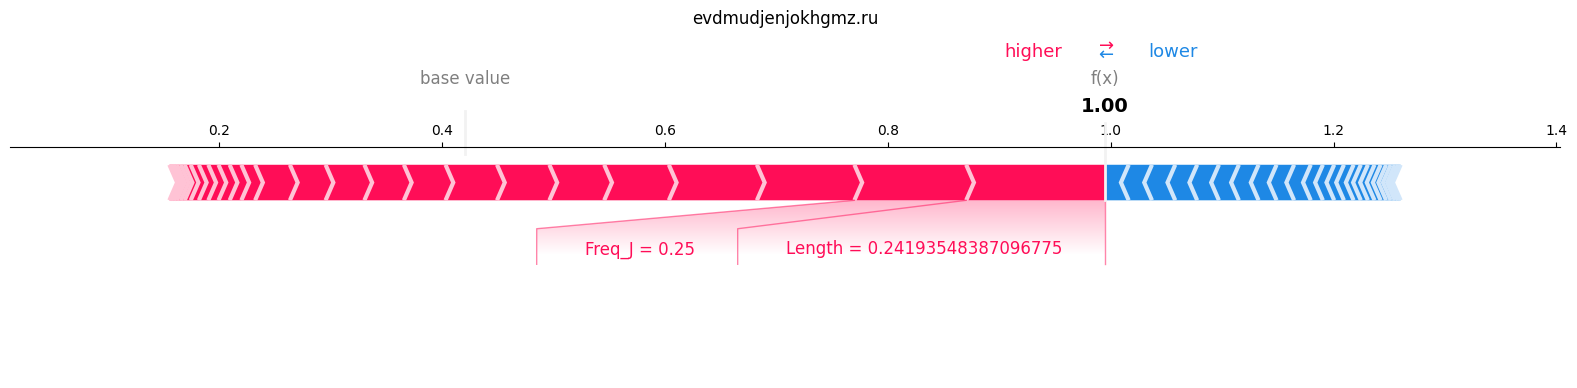 evdmudjenjokhgmz.ru
higher ⇄ lower
base value f(x)
1.00
0.2 0.4 0.6 0.8 1.0 1.2 1.4
Freq_J = 0.25 Length = 0.24193548387096775